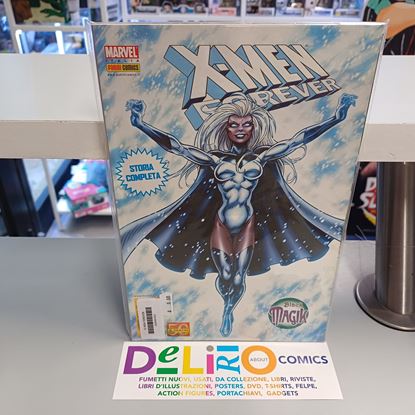 MARVEL
PANINI COMICS
X-MEN
FOREVER
STORIA
COMPLETA
MAGIK
DeLiRiO ABOUT COMICS
FUMETTI NUOVI, USATI, DA COLLEZIONE, LIBRI, RIVISTE,
LIBRI D'ILLUSTRAZIONI, POSTERS, DVD, T-SHIRTS, FELPE,
ACTION FIGURES, PORTACHIAVI, GADGETS